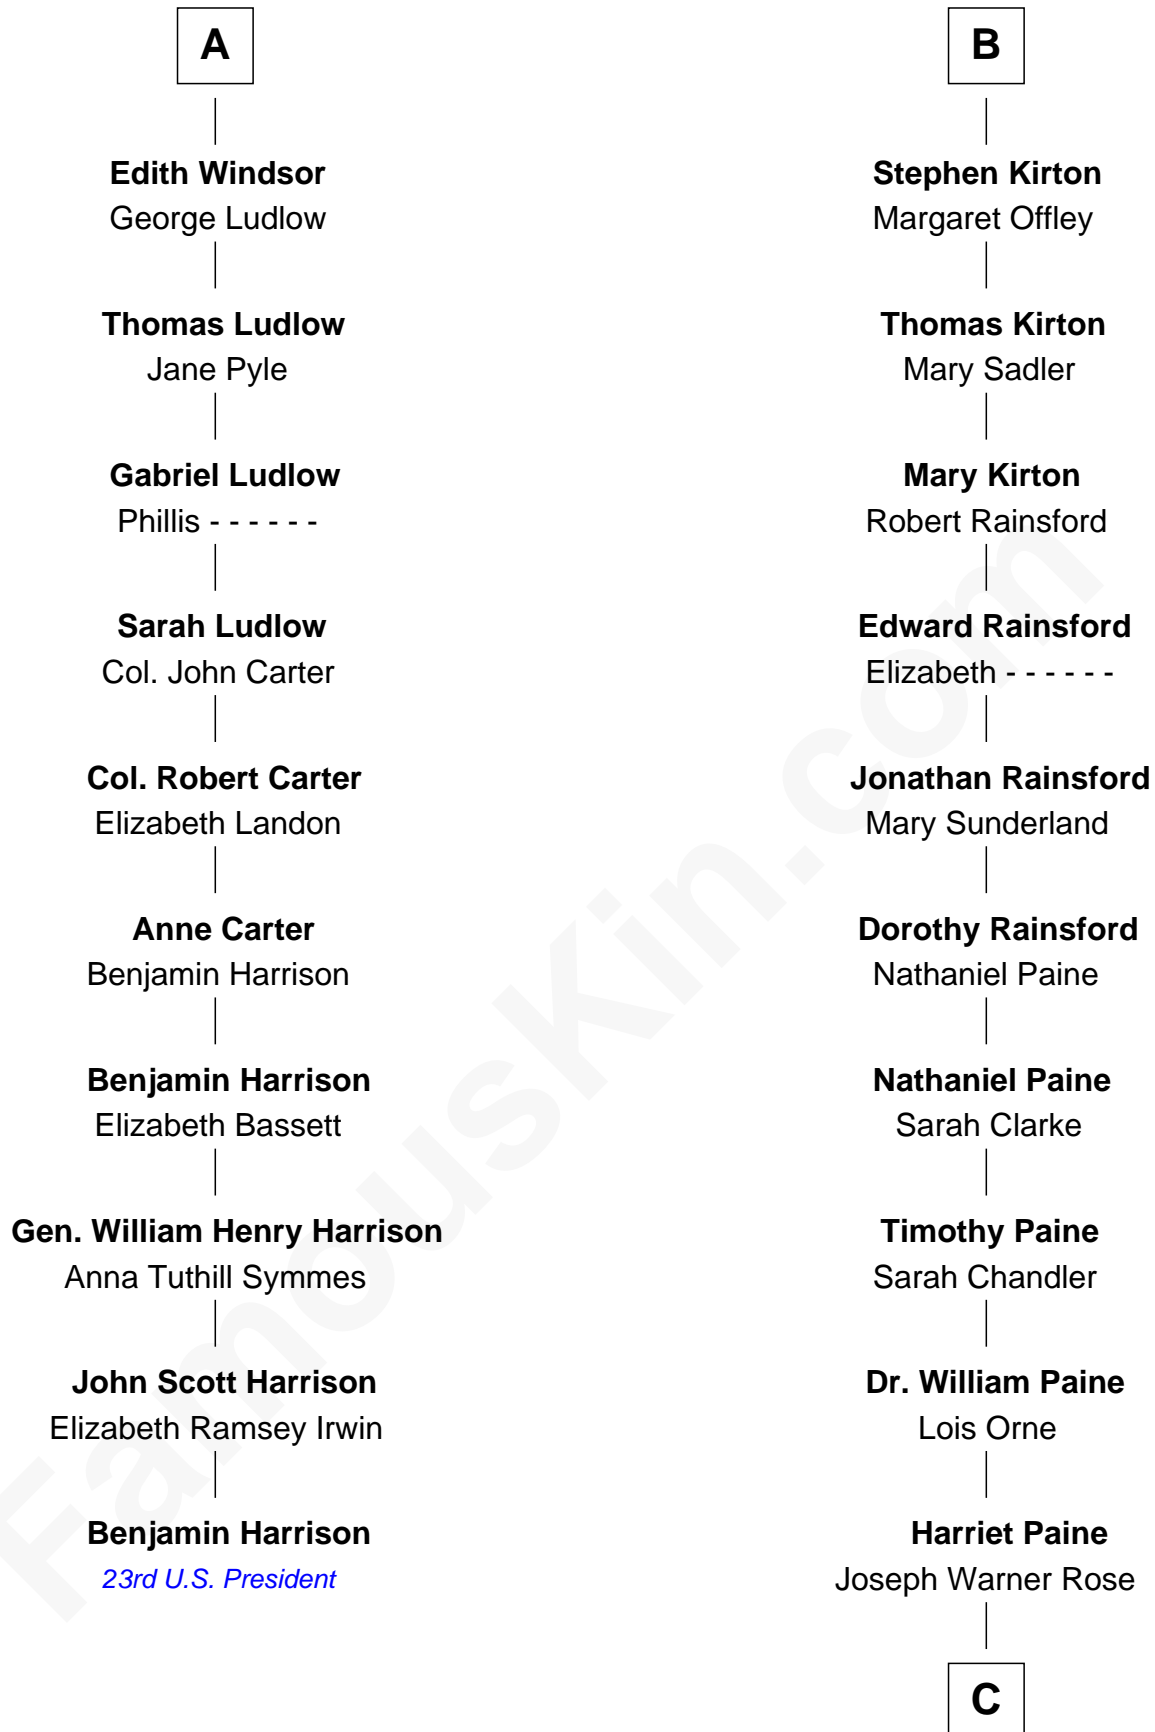 A
Edith Windsor
George Ludlow
Thomas Ludlow
Jane Pyle
Gabriel Ludlow
Phillis - - - - - -
Sarah Ludlow
Col. John Carter
Col. Robert Carter
Elizabeth Landon
Anne Carter
Benjamin Harrison
Benjamin Harrison
Elizabeth Bassett
Gen. William Henry Harrison
Anna Tuthill Symmes
John Scott Harrison
Elizabeth Ramsey Irwin
Benjamin Harrison
23rd U.S. President
B
Stephen Kirton
Margaret Offley
Thomas Kirton
Mary Sadler
Mary Kirton
Robert Rainsford
Edward Rainsford
Elizabeth - - - - - -
Jonathan Rainsford
Mary Sunderland
Dorothy Rainsford
Nathaniel Paine
Nathaniel Paine
Sarah Clarke
Timothy Paine
Sarah Chandler
Dr. William Paine
Lois Orne
Harriet Paine
Joseph Warner Rose
C
FamousKin.com